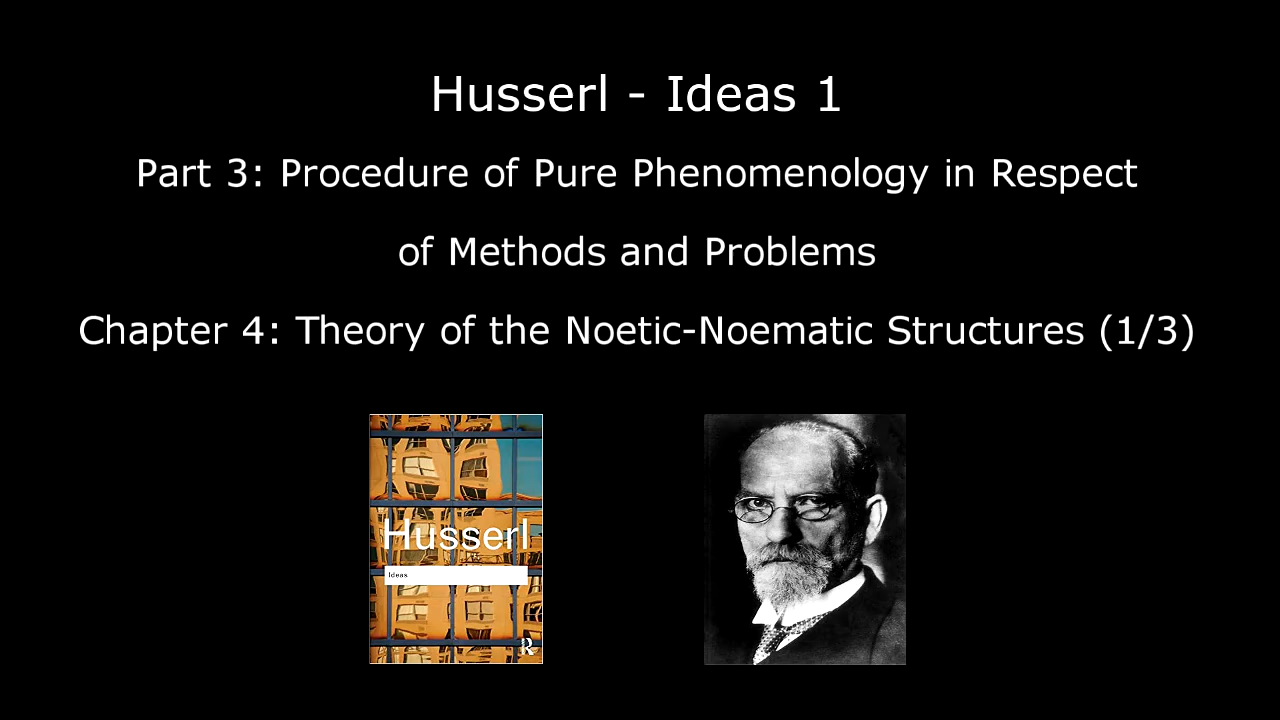 Husserl - Ideas 1
Part 3: Procedure of Pure Phenomenology in Respect
of Methods and Problems
Chapter 4: Theory of the Noetic-Noematic Structures (1/3)
Husserl
Ideas
R